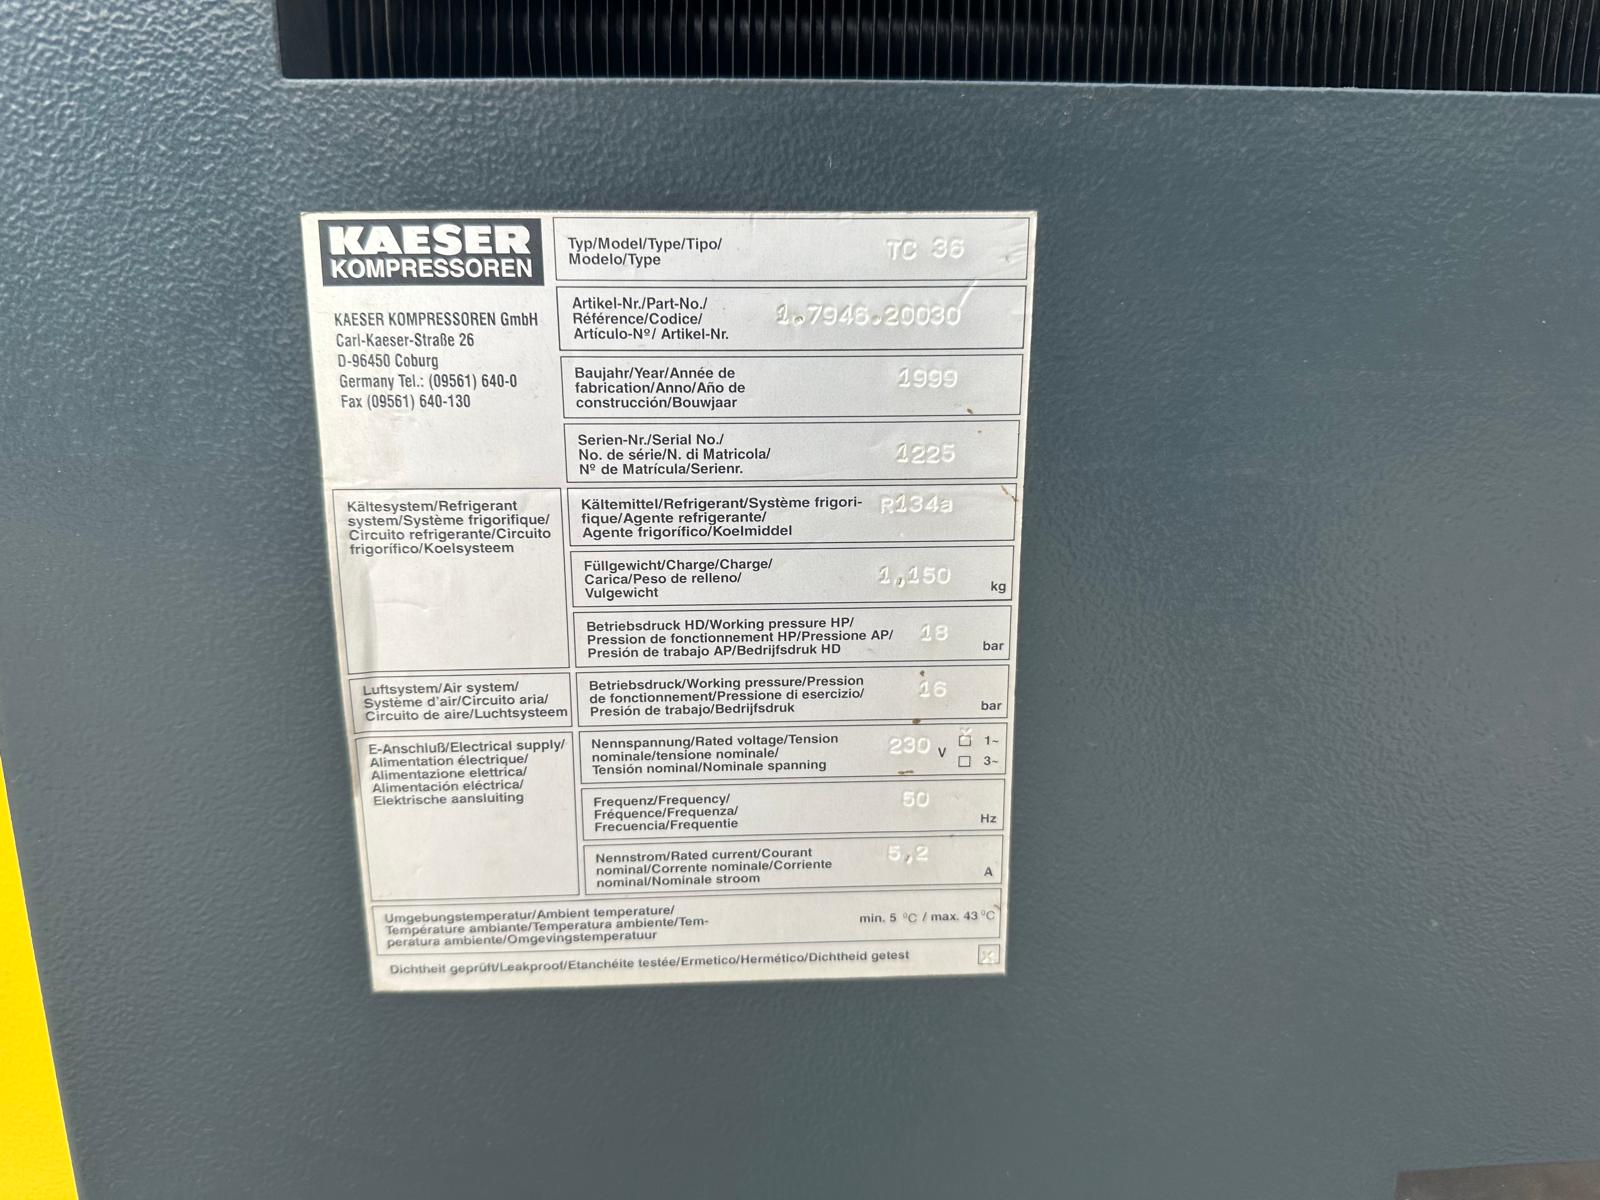 KAESER
KOMPRESSOREN
KAESER KOMPRESSOREN GmbH
Carl-Kaeser-Straße 26
D-96450 Coburg
Germany Tel.: (09561) 640-0
Fax (09561) 640-130
Typ/Model/Type/Tipo/
Modelo/Type
TC 36
Artikel-Nr./Part-No./
Référence/Codice/
Artículo-Nº/ Artikel-Nr.
1.7946.20030
Baujahr/Year/Année de
fabrication/Anno/Año de
construcción/Bouwjaar
1999
Serien-Nr./Serial No./
No. de série/N. di Matricola/
Nº de Matrícula/Serienr.
1225
Kältesystem/Refrigerant
system/Système frigorifique/
Circuito refrigerante/Circuito
frigorífico/Koelsysteem
Kältemittel/Refrigerant/Système frigori-
fique/Agente refrigerante/
Agente frigorífico/Koelmiddel
R134a
Füllgewicht/Charge/Charge/
Carica/Peso de relleno/
Vulgewicht
1,150 kg
Betriebsdruck HD/Working pressure HP/
Pression de fonctionnement HP/Pressione AP/
Presión de trabajo AP/Bedrijfsdruk HD
18 bar
Luftsystem/Air system/
Système d'air/Circuito aria/
Circuito de aire/Luchtsysteem
Betriebsdruck/Working pressure/Pression
de fonctionnement/Pressione di esercizio/
Presión de trabajo/Bedrijfsdruk
16 bar
E-Anschluß/Electrical supply/
Alimentation électrique/
Alimentazione elettrica/
Alimentación eléctrica/
Elektrische aansluiting
Nennspannung/Rated voltage/Tension
nominale/tensione nominale/
Tensión nominal/Nominale spanning
230 V
1~
3~
Frequenz/Frequency/
Fréquence/Frequenza/
Frecuencia/Frequentie
50 Hz
Nennstrom/Rated current/Courant
nominal/Corrente nominale/Corriente
nominal/Nominale stroom
5,2 A
Umgebungstemperatur/Ambient temperature/
Température ambiante/Temperatura ambiente/Tem-
peratura ambiente/Omgevingstemperatuur
min. 5 °C / max. 43 °C
Dichtheit geprüft/Leakproof/Etanchéite testée/Ermetico/Hermético/Dichtheid getest
X